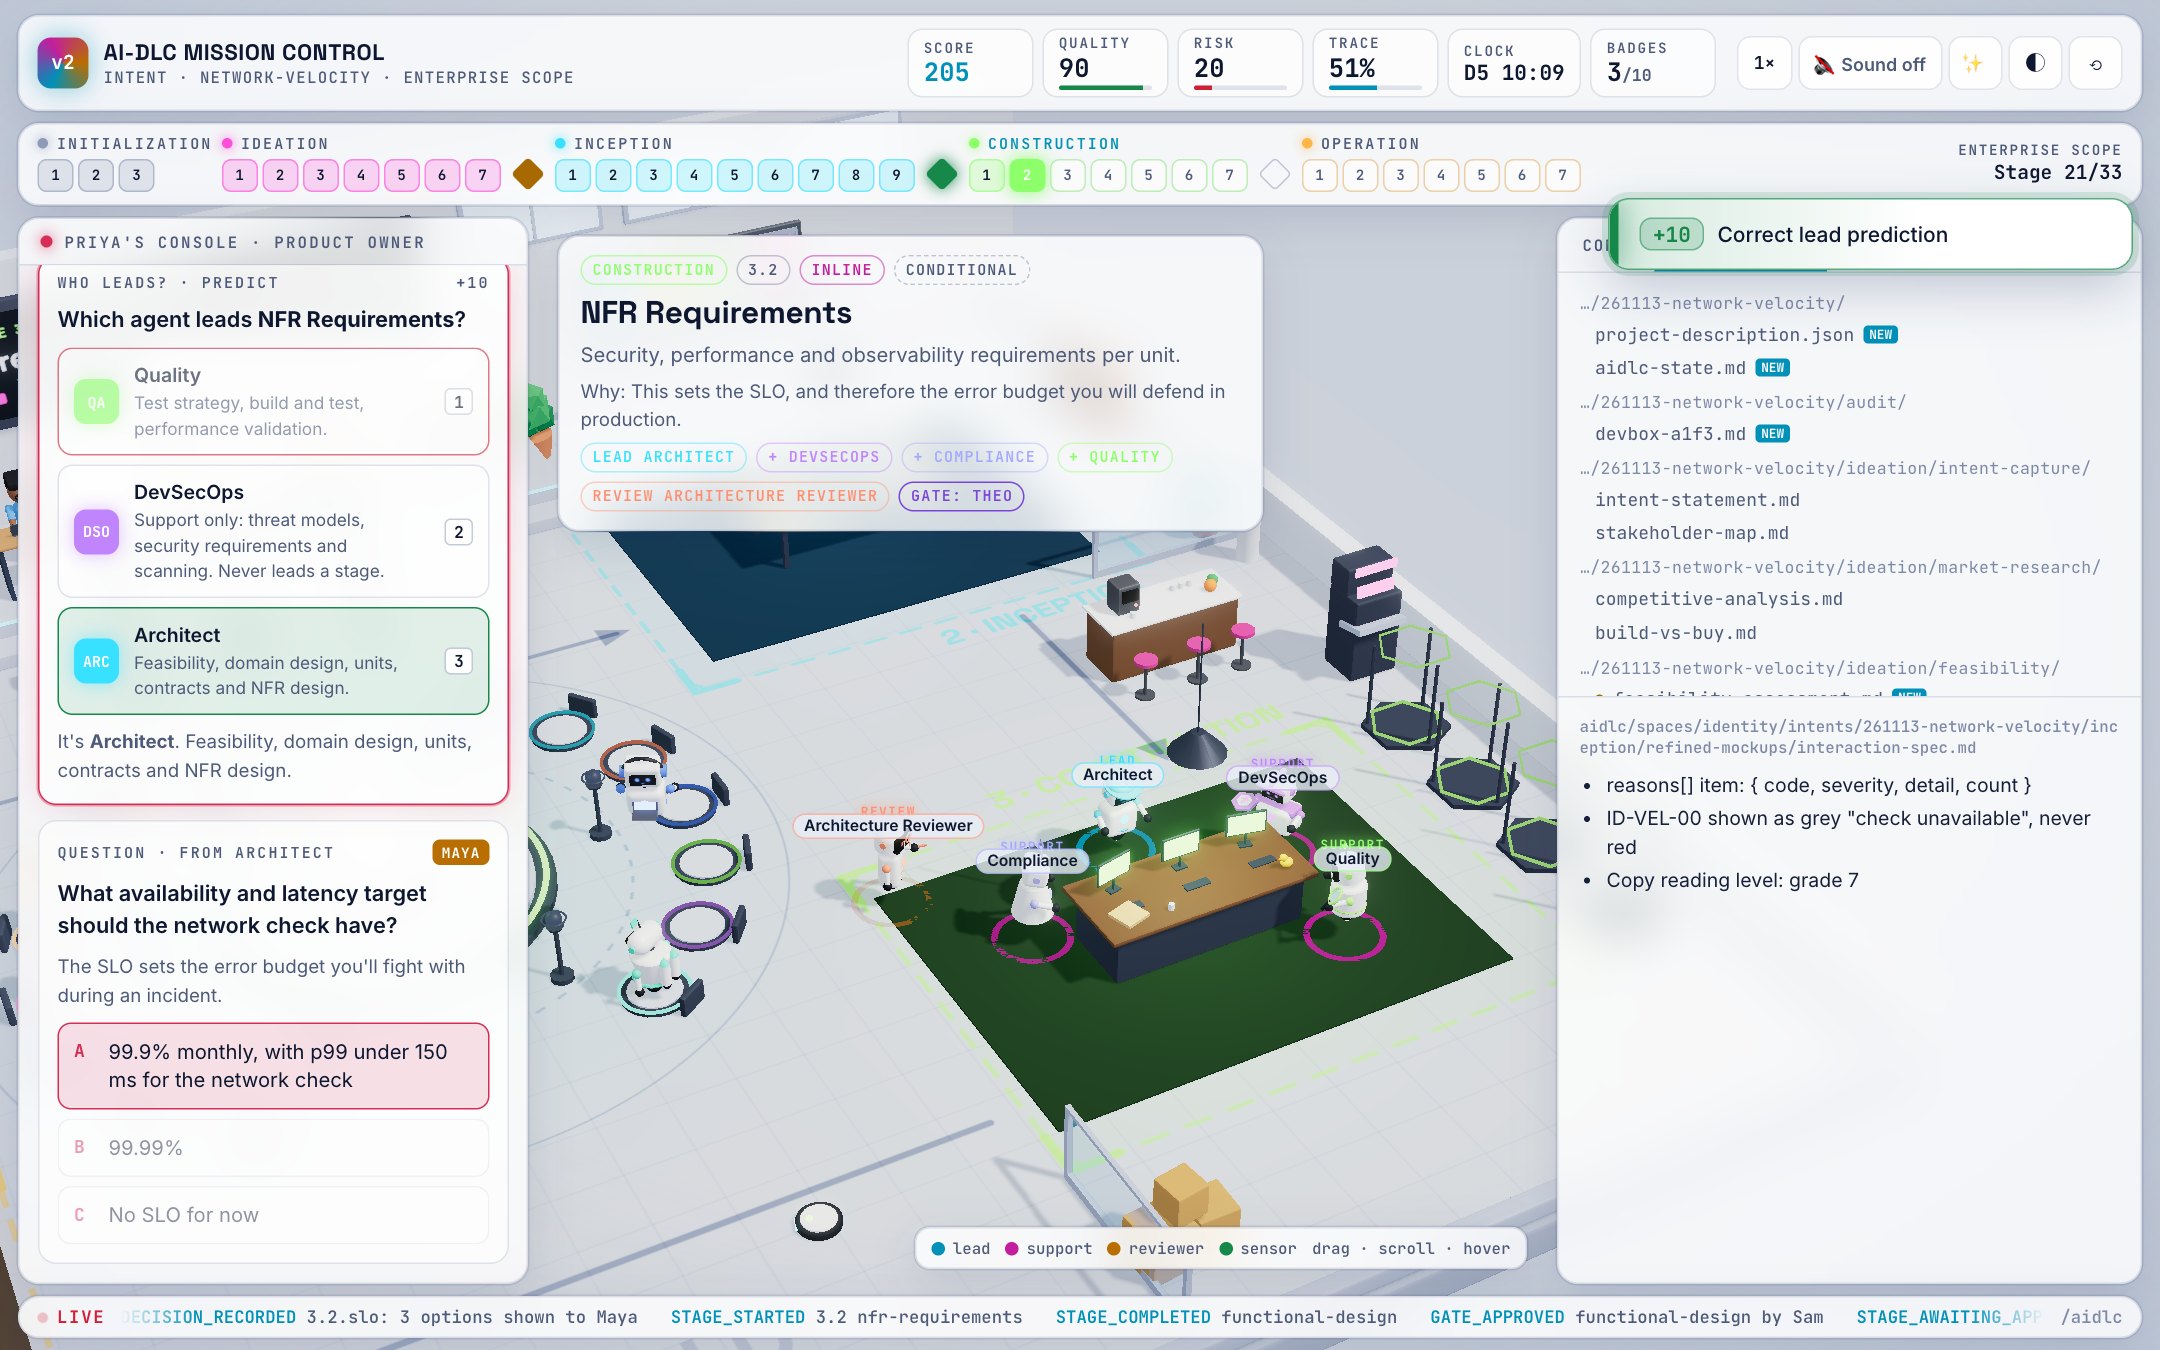 v2
AI-DLC MISSION CONTROL
INTENT · NETWORK-VELOCITY · ENTERPRISE SCOPE
SCORE
205
QUALITY
90
RISK
20
TRACE
51%
CLOCK
D5 10:09
BADGES
3/10
1×
Sound off
INITIALIZATION
1 2 3
IDEATION
1 2 3 4 5 6 7
INCEPTION
1 2 3 4 5 6 7 8 9
CONSTRUCTION
1 2 3 4 5 6 7
OPERATION
1 2 3 4 5 6 7
ENTERPRISE SCOPE
Stage 21/33
PRIYA'S CONSOLE · PRODUCT OWNER
WHO LEADS? · PREDICT +10
Which agent leads NFR Requirements?
QA
Quality
Test strategy, build and test,
performance validation.
1
DSO
DevSecOps
Support only: threat models,
security requirements and
scanning. Never leads a stage.
2
ARC
Architect
Feasibility, domain design, units,
contracts and NFR design.
3
It's Architect. Feasibility, domain design, units,
contracts and NFR design.
QUESTION · FROM ARCHITECT
MAYA
What availability and latency target
should the network check have?
The SLO sets the error budget you'll fight with
during an incident.
A 99.9% monthly, with p99 under 150
ms for the network check
B 99.99%
C No SLO for now
CONSTRUCTION 3.2 INLINE CONDITIONAL
NFR Requirements
Security, performance and observability requirements per unit.
Why: This sets the SLO, and therefore the error budget you will defend in
production.
LEAD ARCHITECT + DEVSECOPS + COMPLIANCE + QUALITY
REVIEW ARCHITECTURE REVIEWER GATE: THEO
2 · INCEPTIO
3 · CO
TION
LEAD
Architect
SUPPORT
DevSecOps
REVIEW
Architecture Reviewer
SUPPORT
Compliance
SUPPORT
Quality
lead support reviewer sensor drag · scroll · hover
+10 Correct lead prediction
…/261113-network-velocity/
project-description.json NEW
aidlc-state.md NEW
…/261113-network-velocity/audit/
devbox-a1f3.md NEW
…/261113-network-velocity/ideation/intent-capture/
intent-statement.md
stakeholder-map.md
…/261113-network-velocity/ideation/market-research/
competitive-analysis.md
build-vs-buy.md
…/261113-network-velocity/ideation/feasibility/
feasibility-assessment.md NEW
aidlc/spaces/identity/intents/261113-network-velocity/inc
eption/refined-mockups/interaction-spec.md
• reasons[] item: { code, severity, detail, count }
• ID-VEL-00 shown as grey "check unavailable", never
red
• Copy reading level: grade 7
LIVE DECISION_RECORDED 3.2.slo: 3 options shown to Maya STAGE_STARTED 3.2 nfr-requirements STAGE_COMPLETED functional-design GATE_APPROVED functional-design by Sam STAGE_AWAITING_APP /aidlc